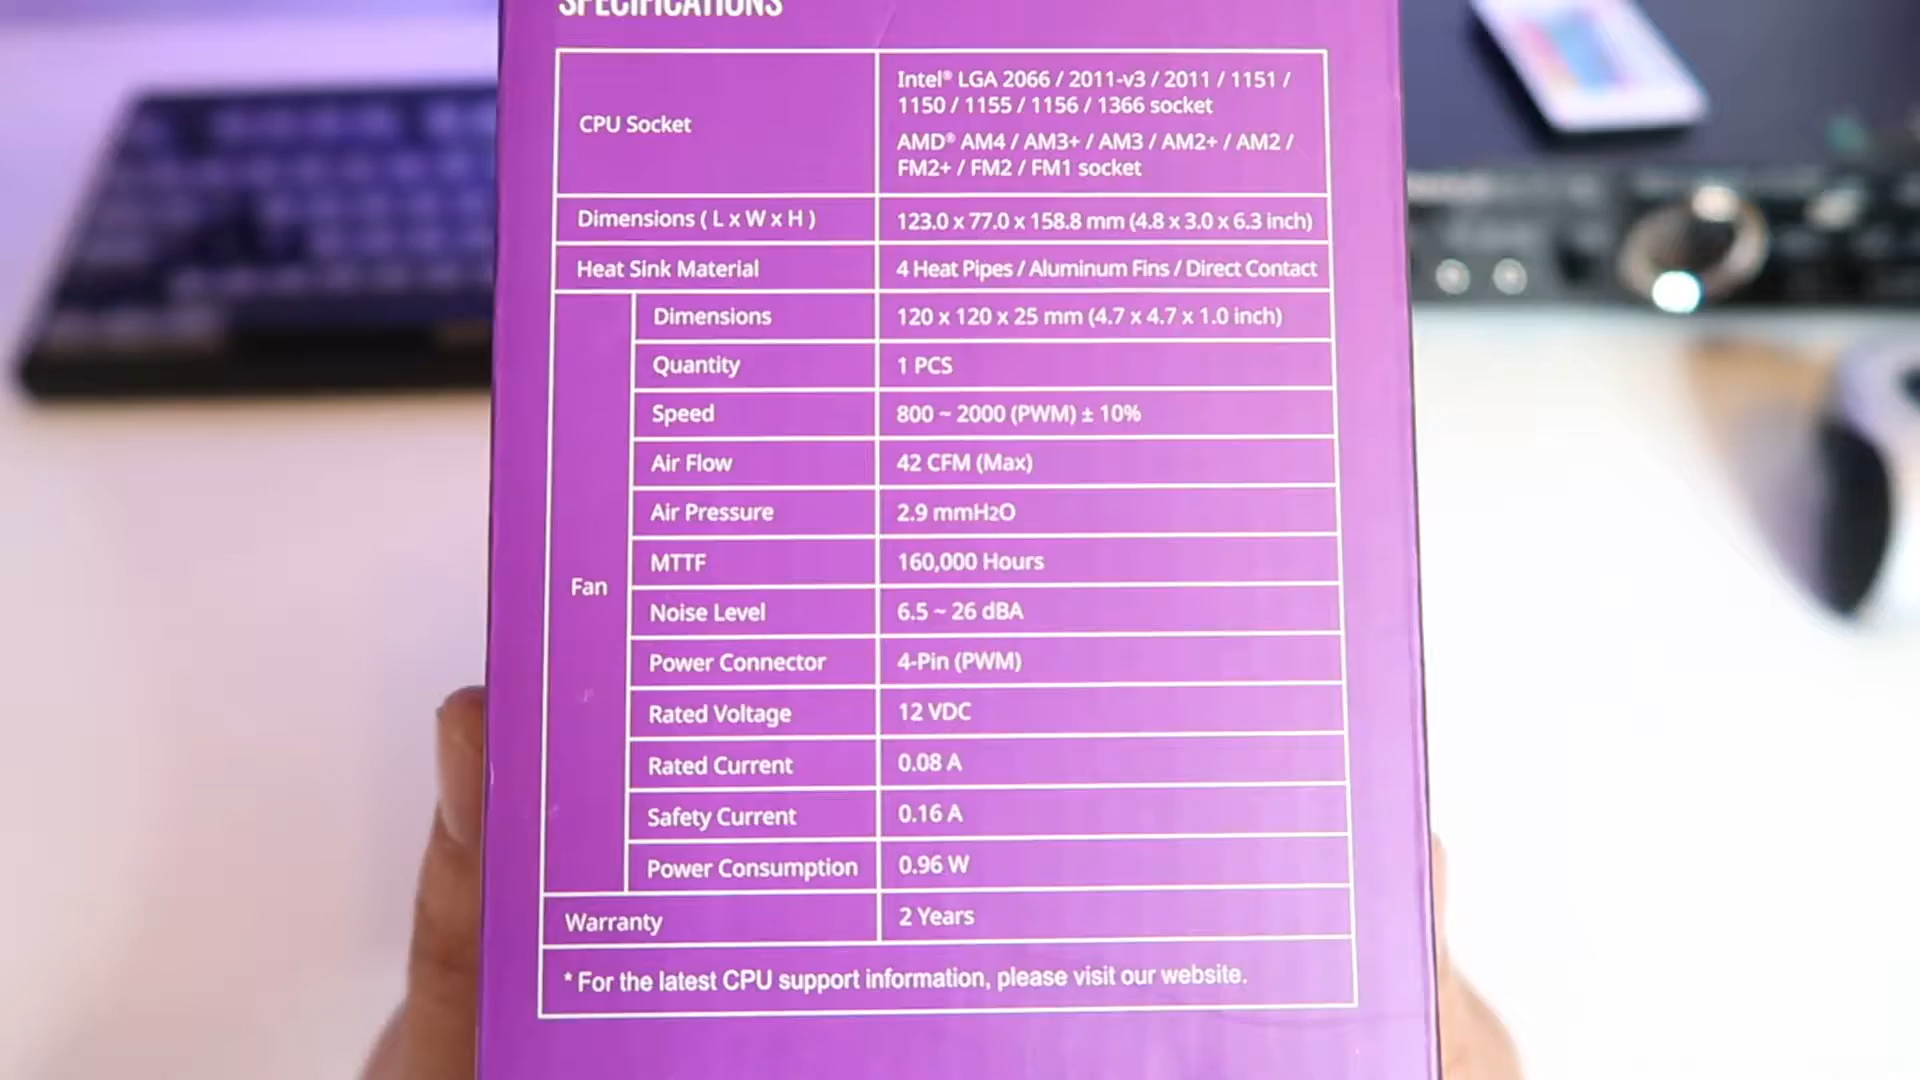 SPECIFICATIONS
CPU Socket
Intel® LGA 2066 / 2011-v3 / 2011 / 1151 /
1150 / 1155 / 1156 / 1366 socket
AMD® AM4 / AM3+ / AM3 / AM2+ / AM2 /
FM2+ / FM2 / FM1 socket
Dimensions ( L x W x H ) 123.0 x 77.0 x 158.8 mm (4.8 x 3.0 x 6.3 inch)
Heat Sink Material 4 Heat Pipes / Aluminum Fins / Direct Contact
Fan
Dimensions 120 x 120 x 25 mm (4.7 x 4.7 x 1.0 inch)
Quantity 1 PCS
Speed 800 ~ 2000 (PWM) ± 10%
Air Flow 42 CFM (Max)
Air Pressure 2.9 mmH2O
MTTF 160,000 Hours
Noise Level 6.5 ~ 26 dBA
Power Connector 4-Pin (PWM)
Rated Voltage 12 VDC
Rated Current 0.08 A
Safety Current 0.16 A
Power Consumption 0.96 W
Warranty 2 Years
* For the latest CPU support information, please visit our website.